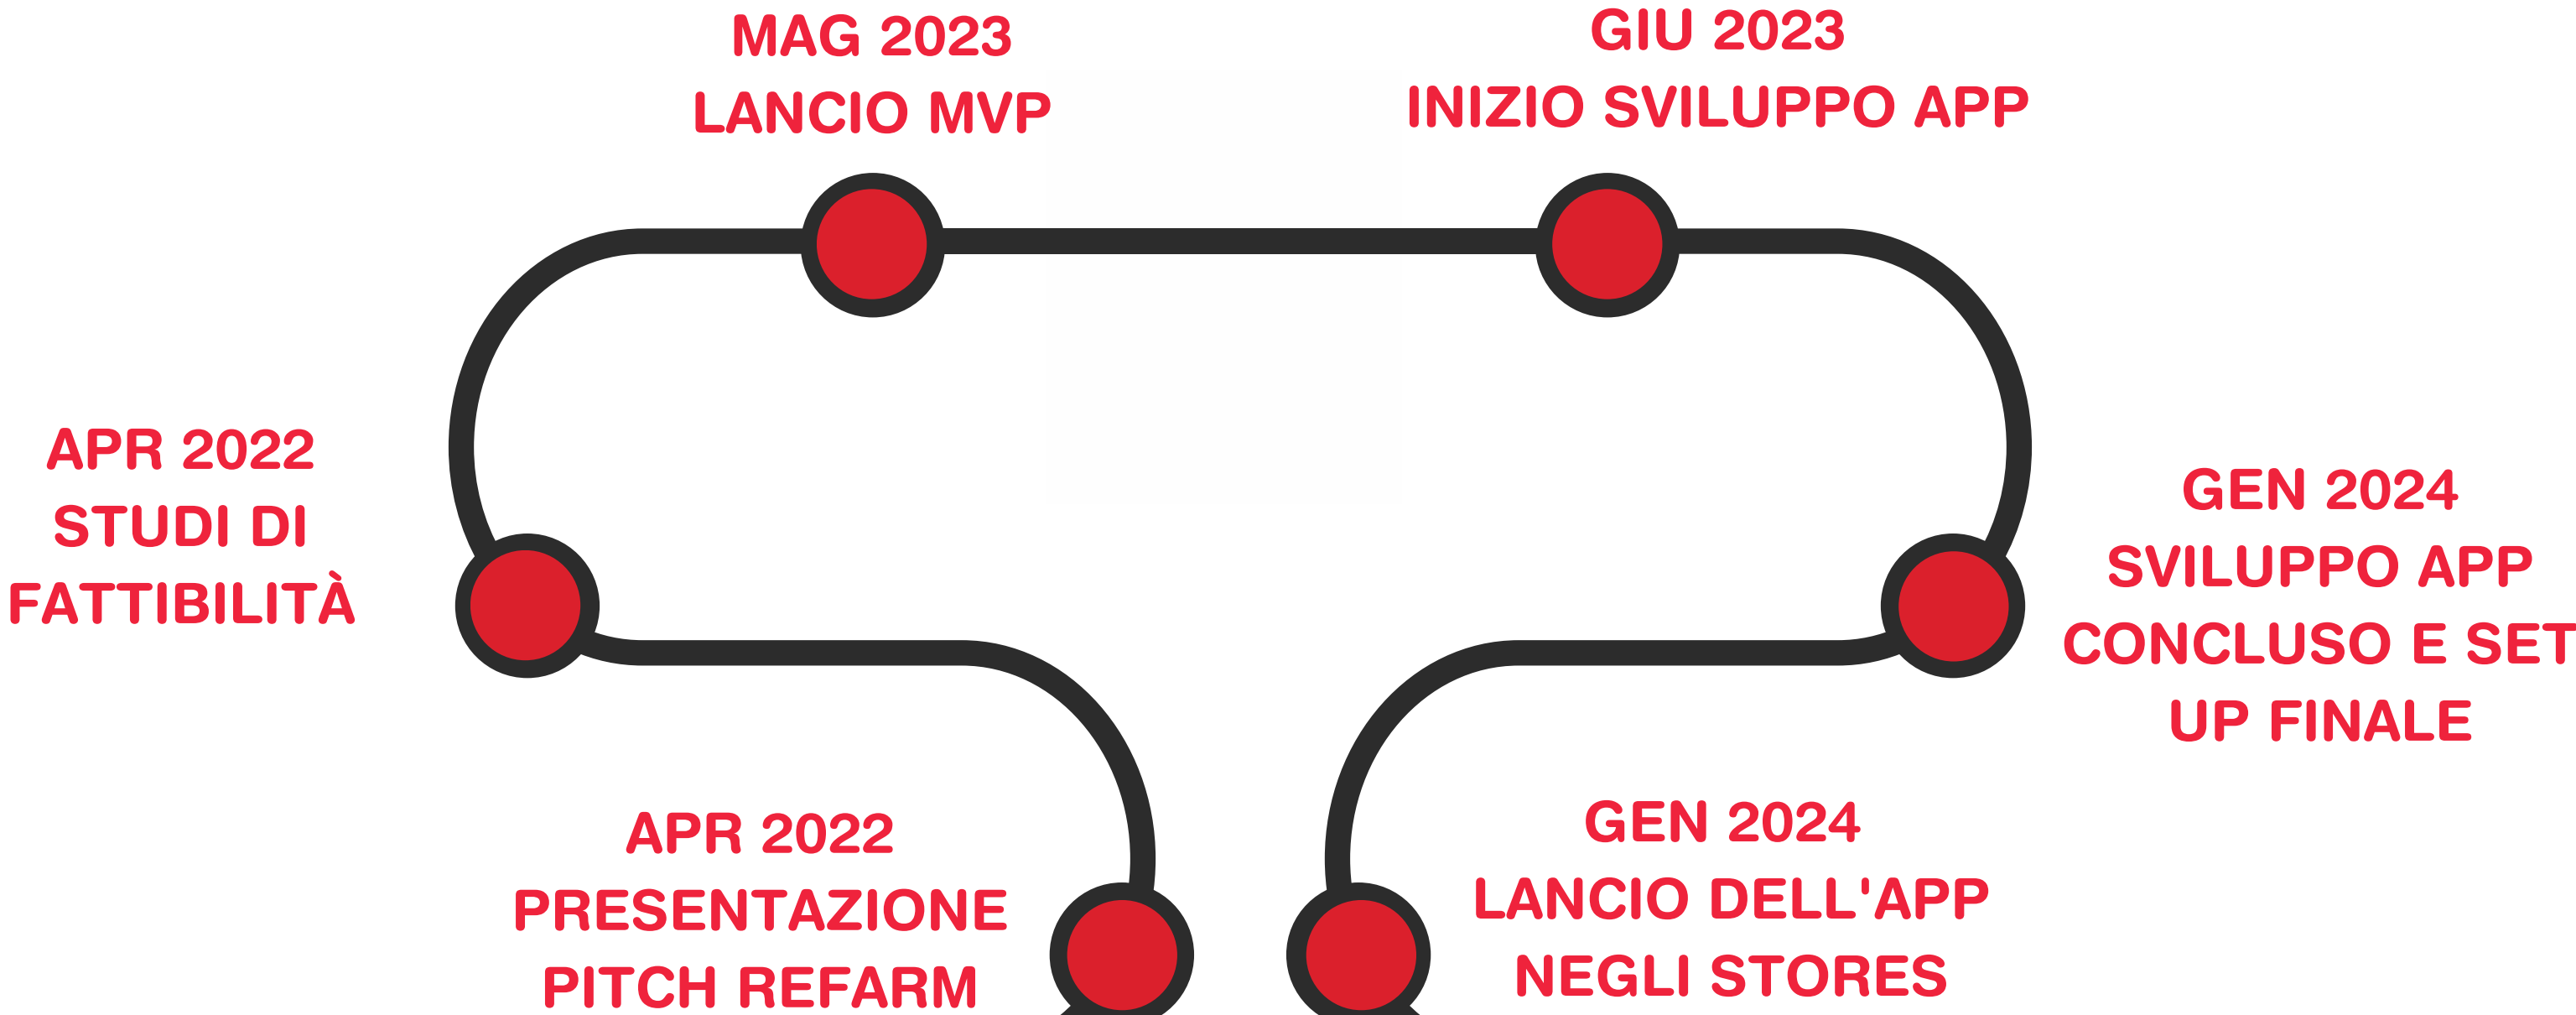 MAG 2023
LANCIO MVP
GIU 2023
INIZIO SVILUPPO APP
APR 2022
STUDI DI
FATTIBILITÀ
GEN 2024
SVILUPPO APP
CONCLUSO E SET
UP FINALE
APR 2022
PRESENTAZIONE
PITCH REFARM
GEN 2024
LANCIO DELL'APP
NEGLI STORES